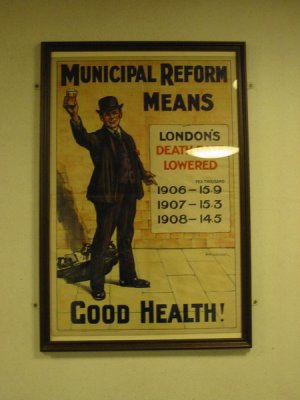 MUNICIPAL REFORM
MEANS
LONDON'S
DEATH RATE
LOWERED
PER THOUSAND
1906-15.9
1907-15.3
1908-14.5
GOOD HEALTH!